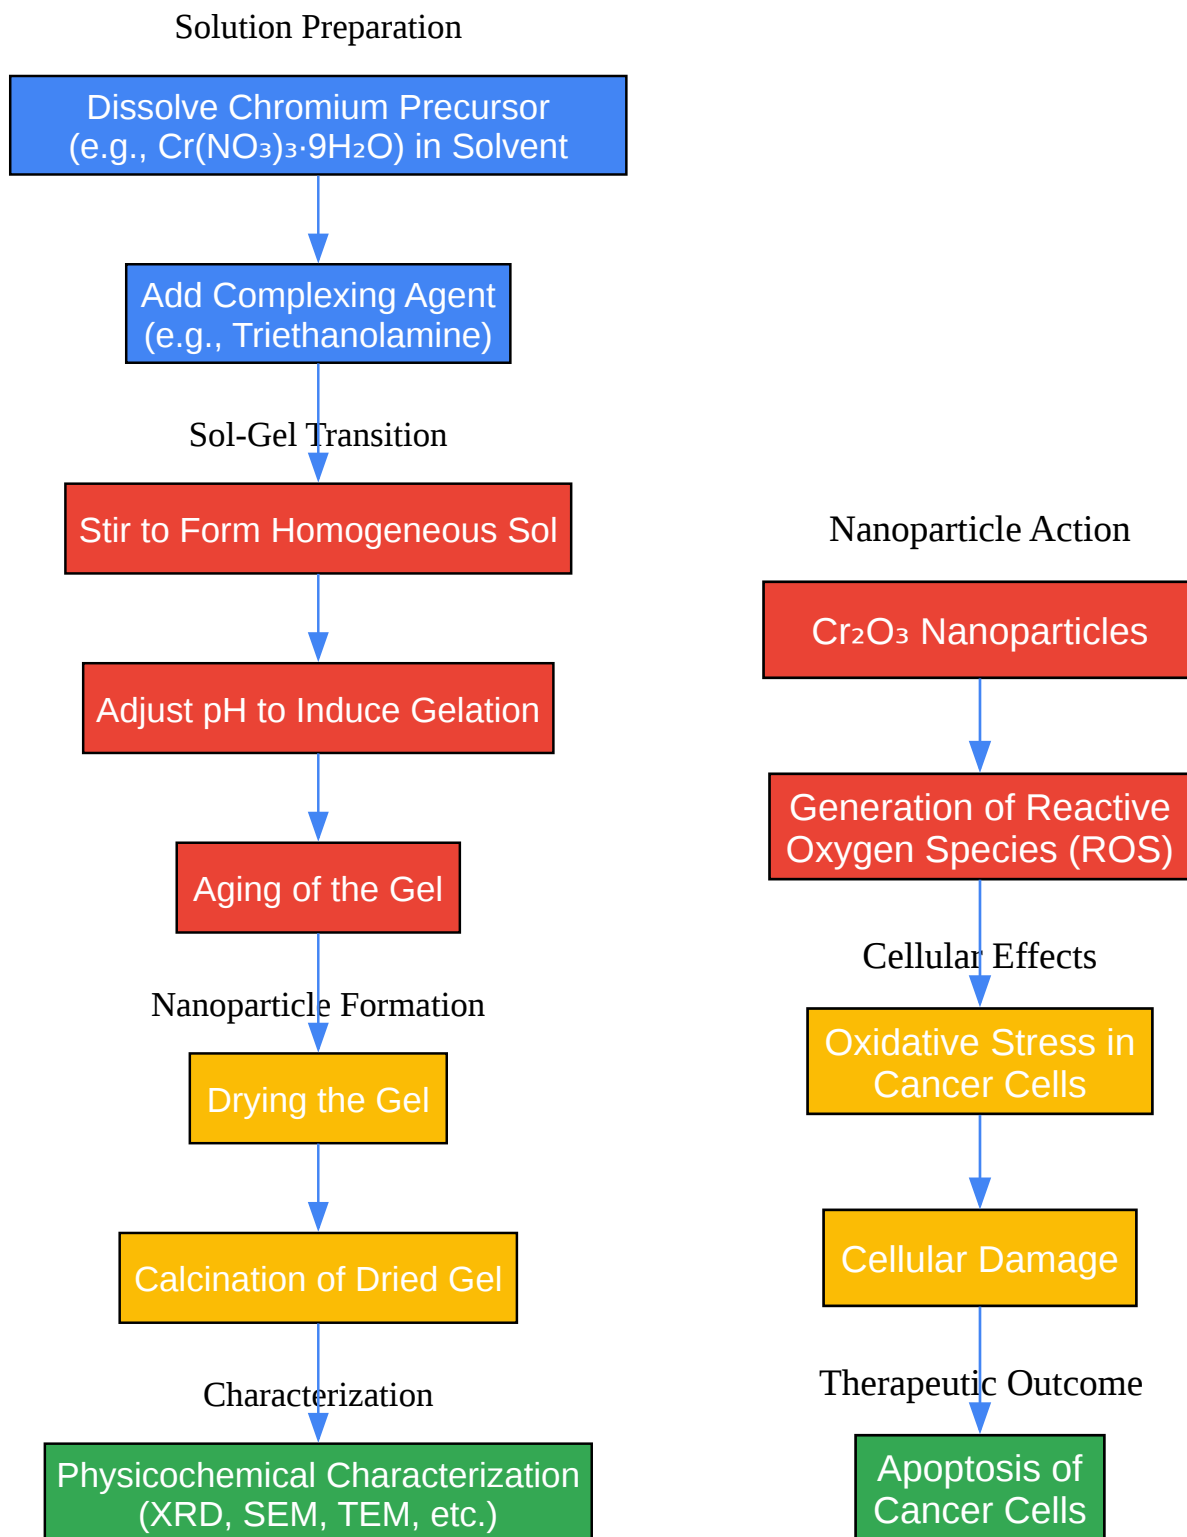 Solution Preparation
Dissolve Chromium Precursor
(e.g., Cr(NO₃)₃·9H₂O) in Solvent
Add Complexing Agent
(e.g., Triethanolamine)
Sol-Gel Transition
Stir to Form Homogeneous Sol
Adjust pH to Induce Gelation
Aging of the Gel
Nanoparticle Formation
Drying the Gel
Calcination of Dried Gel
Characterization
Physicochemical Characterization
(XRD, SEM, TEM, etc.)
Nanoparticle Action
Cr₂O₃ Nanoparticles
Generation of Reactive
Oxygen Species (ROS)
Cellular Effects
Oxidative Stress in
Cancer Cells
Cellular Damage
Therapeutic Outcome
Apoptosis of
Cancer Cells